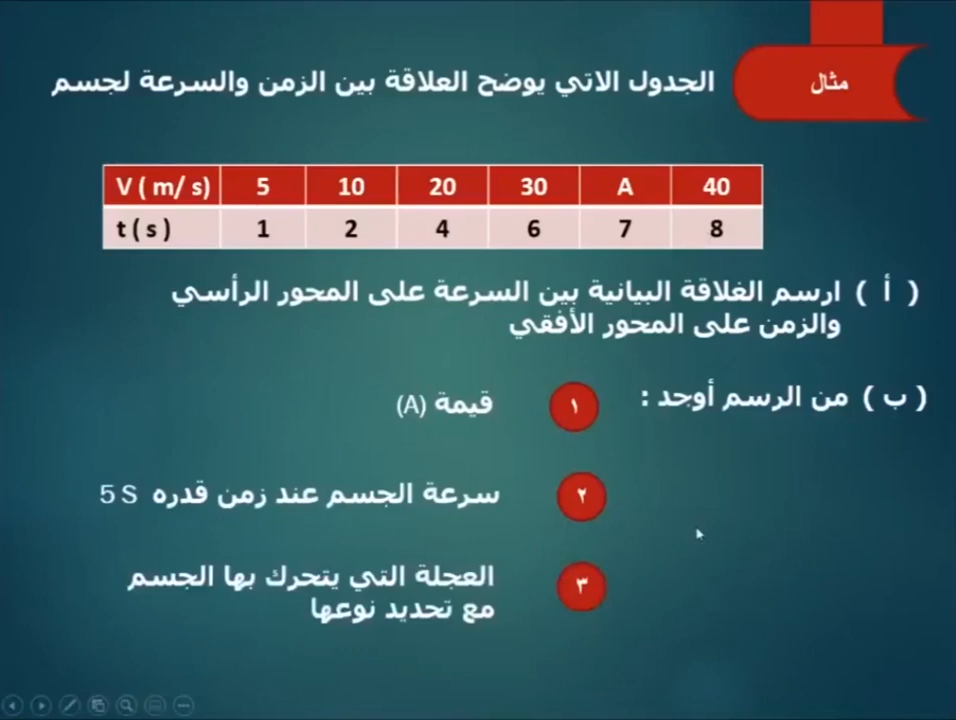 مثال
الجدول الاتي يوضح العلاقة بين الزمن والسرعة لجسم
V ( m/ s) 5 10 20 30 A 40
t ( s ) 1 2 4 6 7 8
( أ ) ارسم الغلاقة البيانية بين السرعة على المحور الرأسي
والزمن على المحور الأفقي
( ب ) من الرسم أوجد :
١ قيمة (A)
٢ سرعة الجسم عند زمن قدره 5 S
٣ العجلة التي يتحرك بها الجسم
مع تحديد نوعها